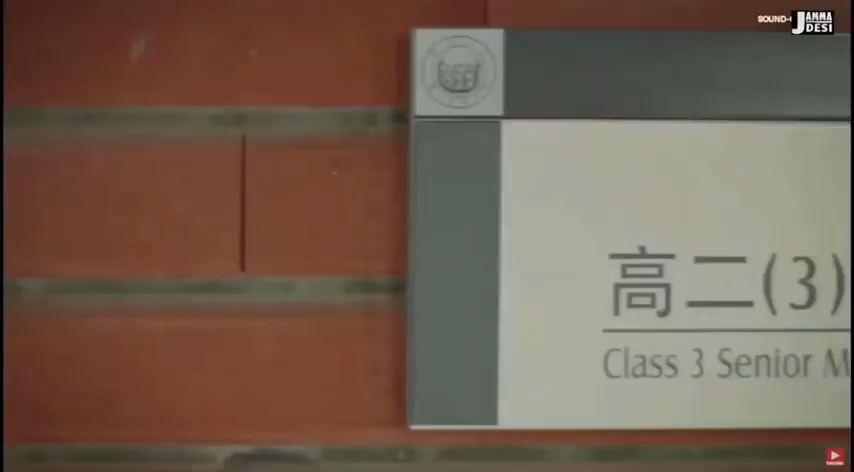 SOUND-
JAMMA
DESI
高二(3)
Class 3 Senior M